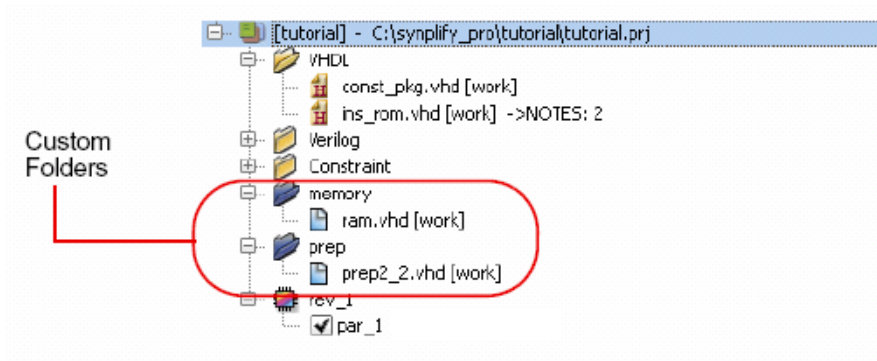 [tutorial] - C:\synplify_pro\tutorial\tutorial.prj
VHDL
const_pkg.vhd [work]
ins_rom.vhd [work] ->NOTES: 2
Verilog
Constraint
Custom
Folders
memory
ram.vhd [work]
prep
prep2_2.vhd [work]
rev_1
par_1